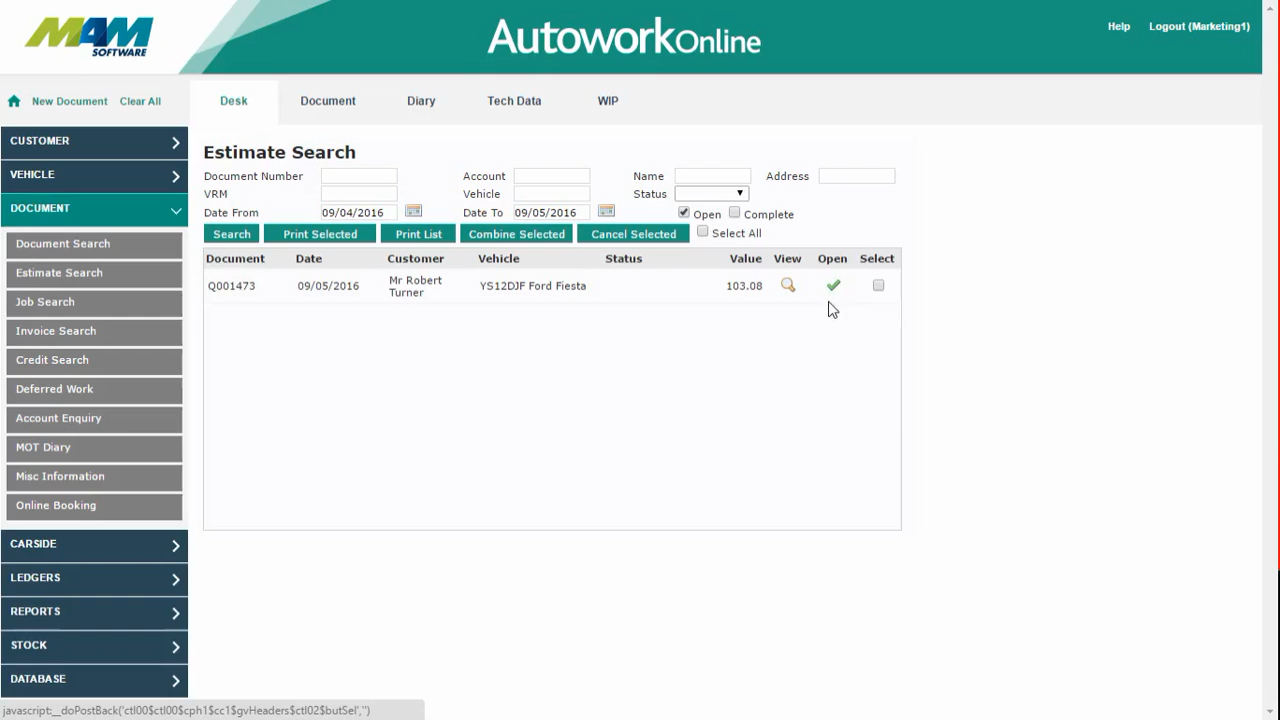 MAM
SOFTWARE
AutoworkOnline
Help Logout (Marketing1)
New Document Clear All
Desk Document Diary Tech Data WIP
CUSTOMER
VEHICLE
DOCUMENT
Document Search
Estimate Search
Job Search
Invoice Search
Credit Search
Deferred Work
Account Enquiry
MOT Diary
Misc Information
Online Booking
CARSIDE
LEDGERS
REPORTS
STOCK
DATABASE
Estimate Search
Document Number Account Name Address
VRM Vehicle Status
Date From 09/04/2016 Date To 09/05/2016 Open Complete
Search Print Selected Print List Combine Selected Cancel Selected Select All
Document Date Customer Vehicle Status Value View Open Select
Q001473 09/05/2016 Mr Robert Turner YS12DJF Ford Fiesta 103.08
javascript:__doPostBack('ctl00$ctl00$cph1$cc1$gvHeaders$ctl02$butSel','')